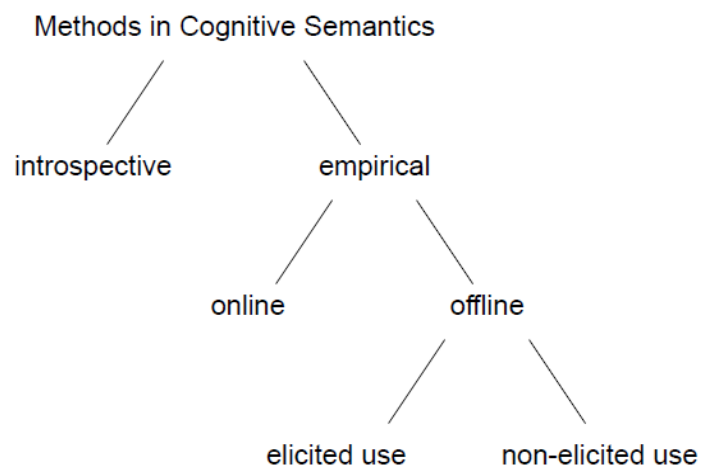 Methods in Cognitive Semantics
introspective
empirical
online
offline
elicited use
non-elicited use